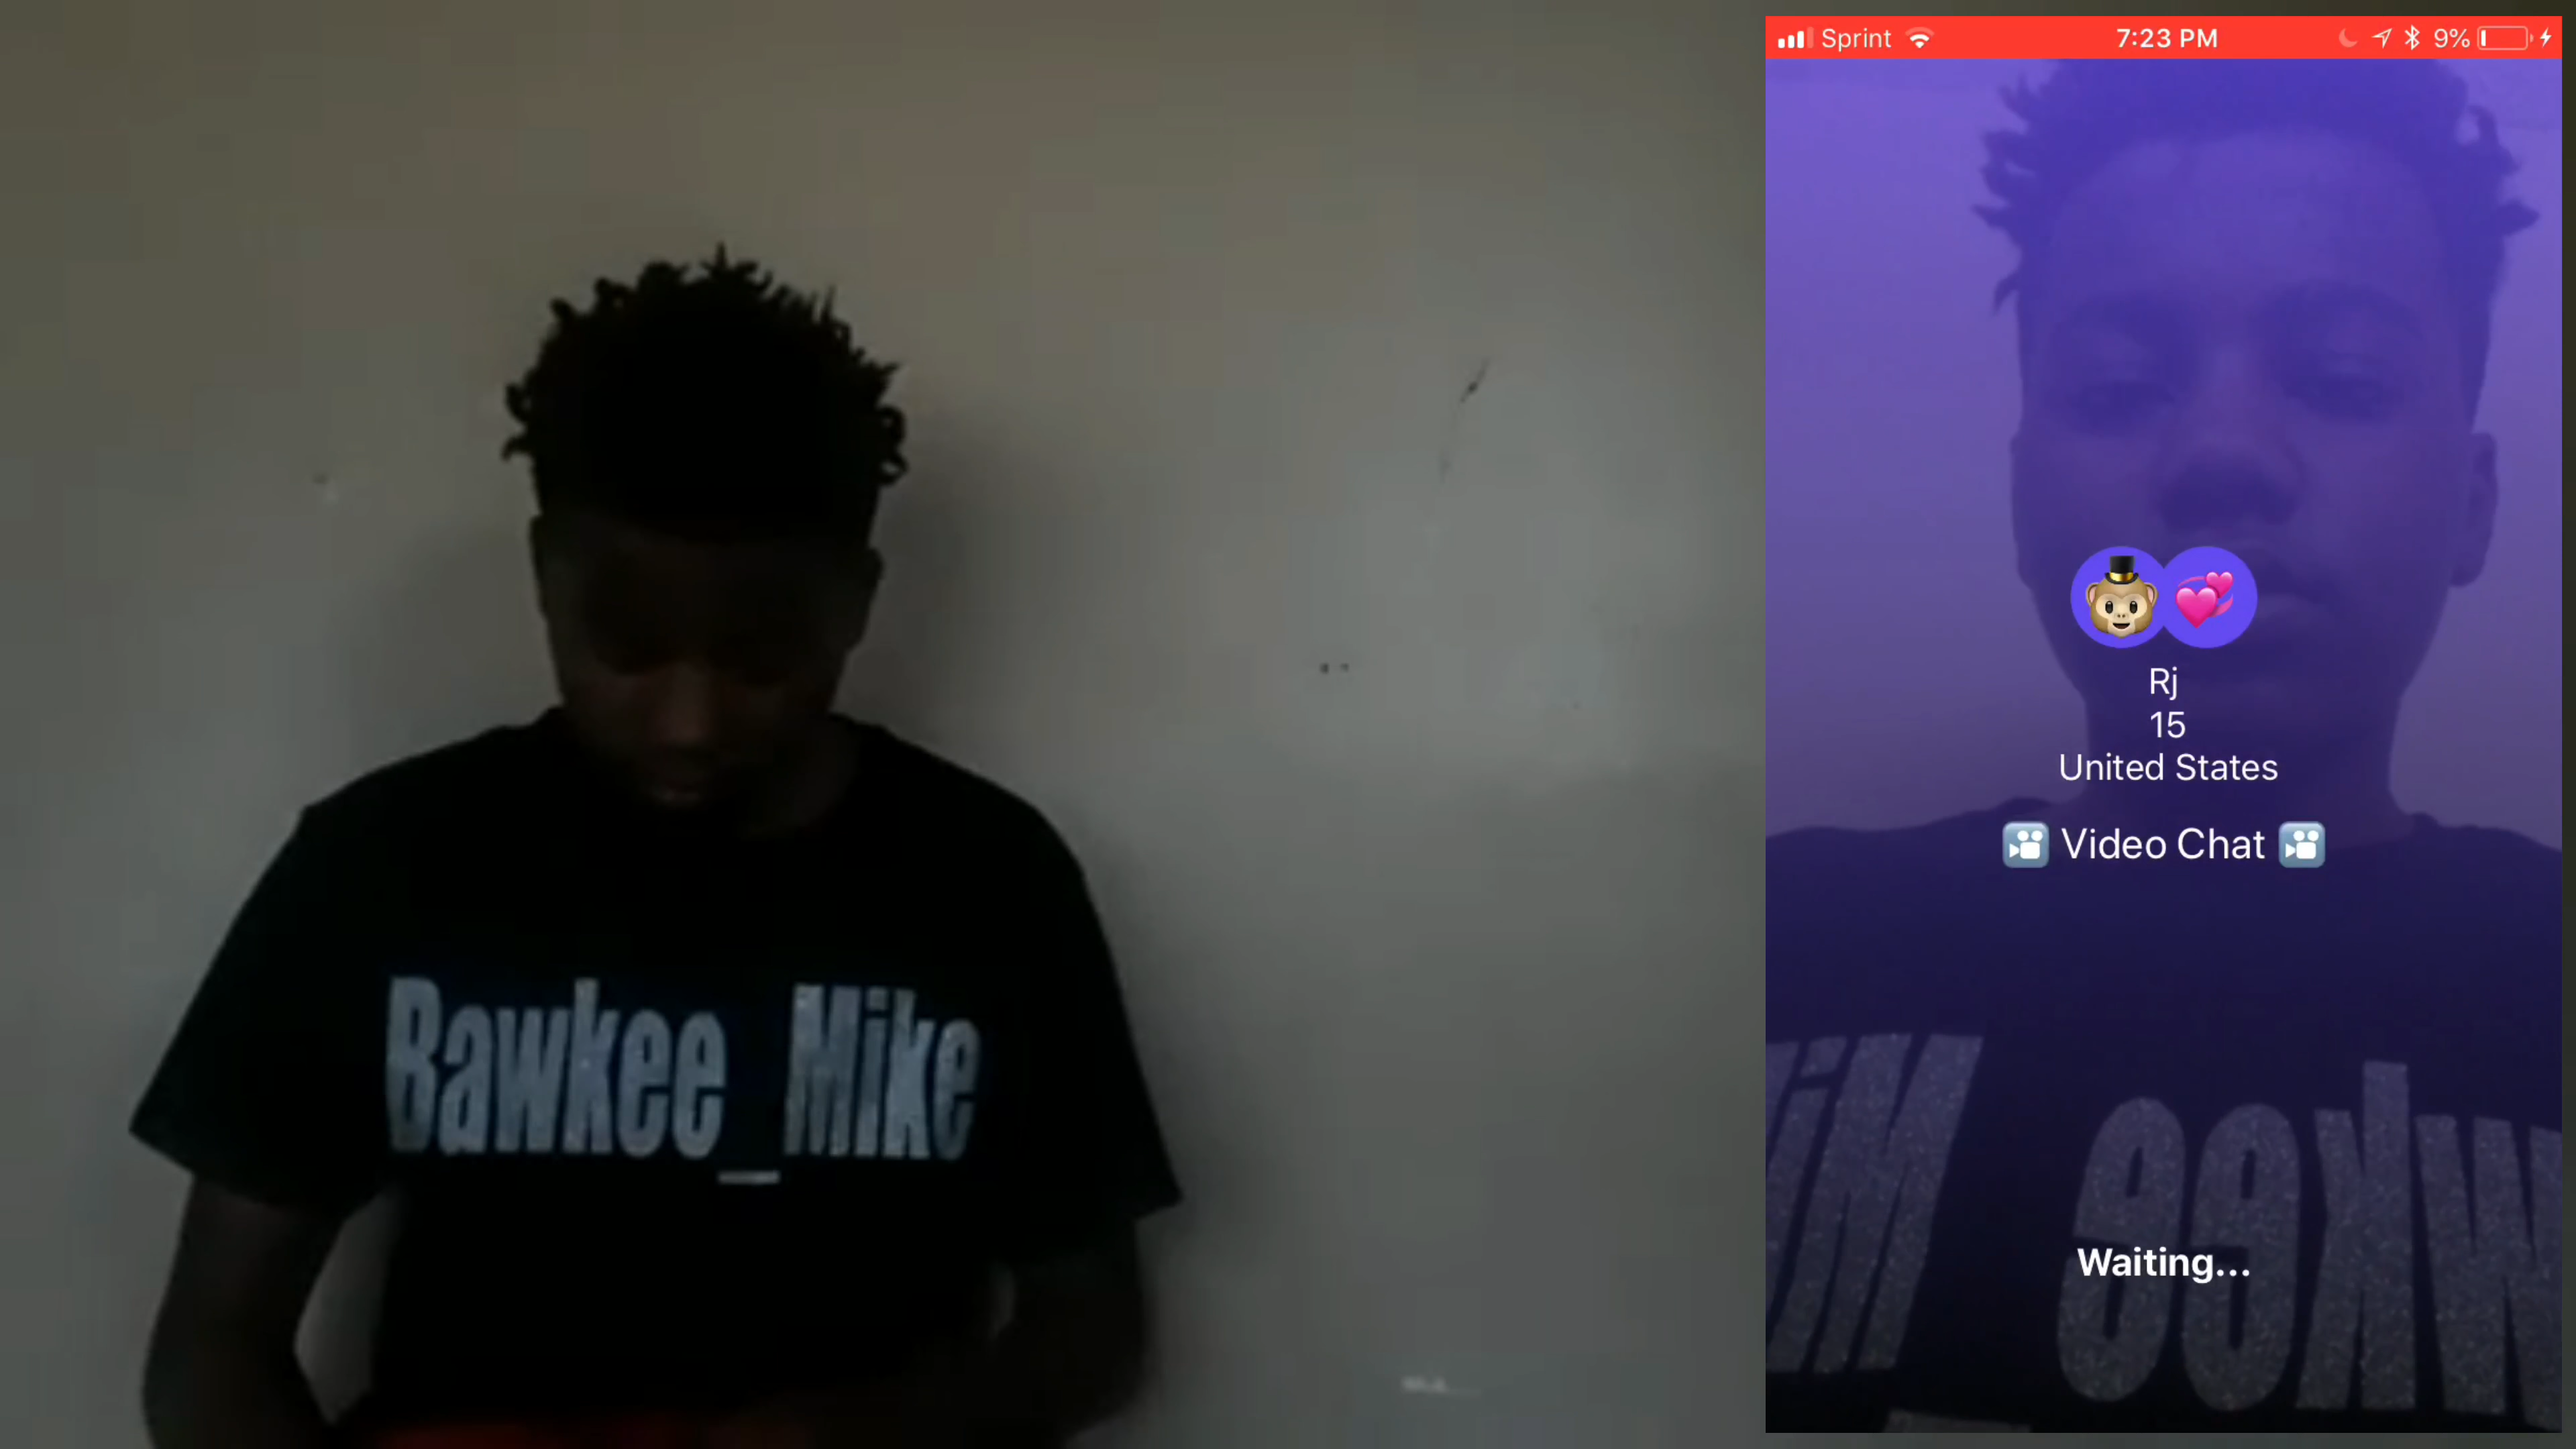 Bawkee_Mike
Sprint 7:23 PM 9%
Rj
15
United States
Video Chat
Waiting...